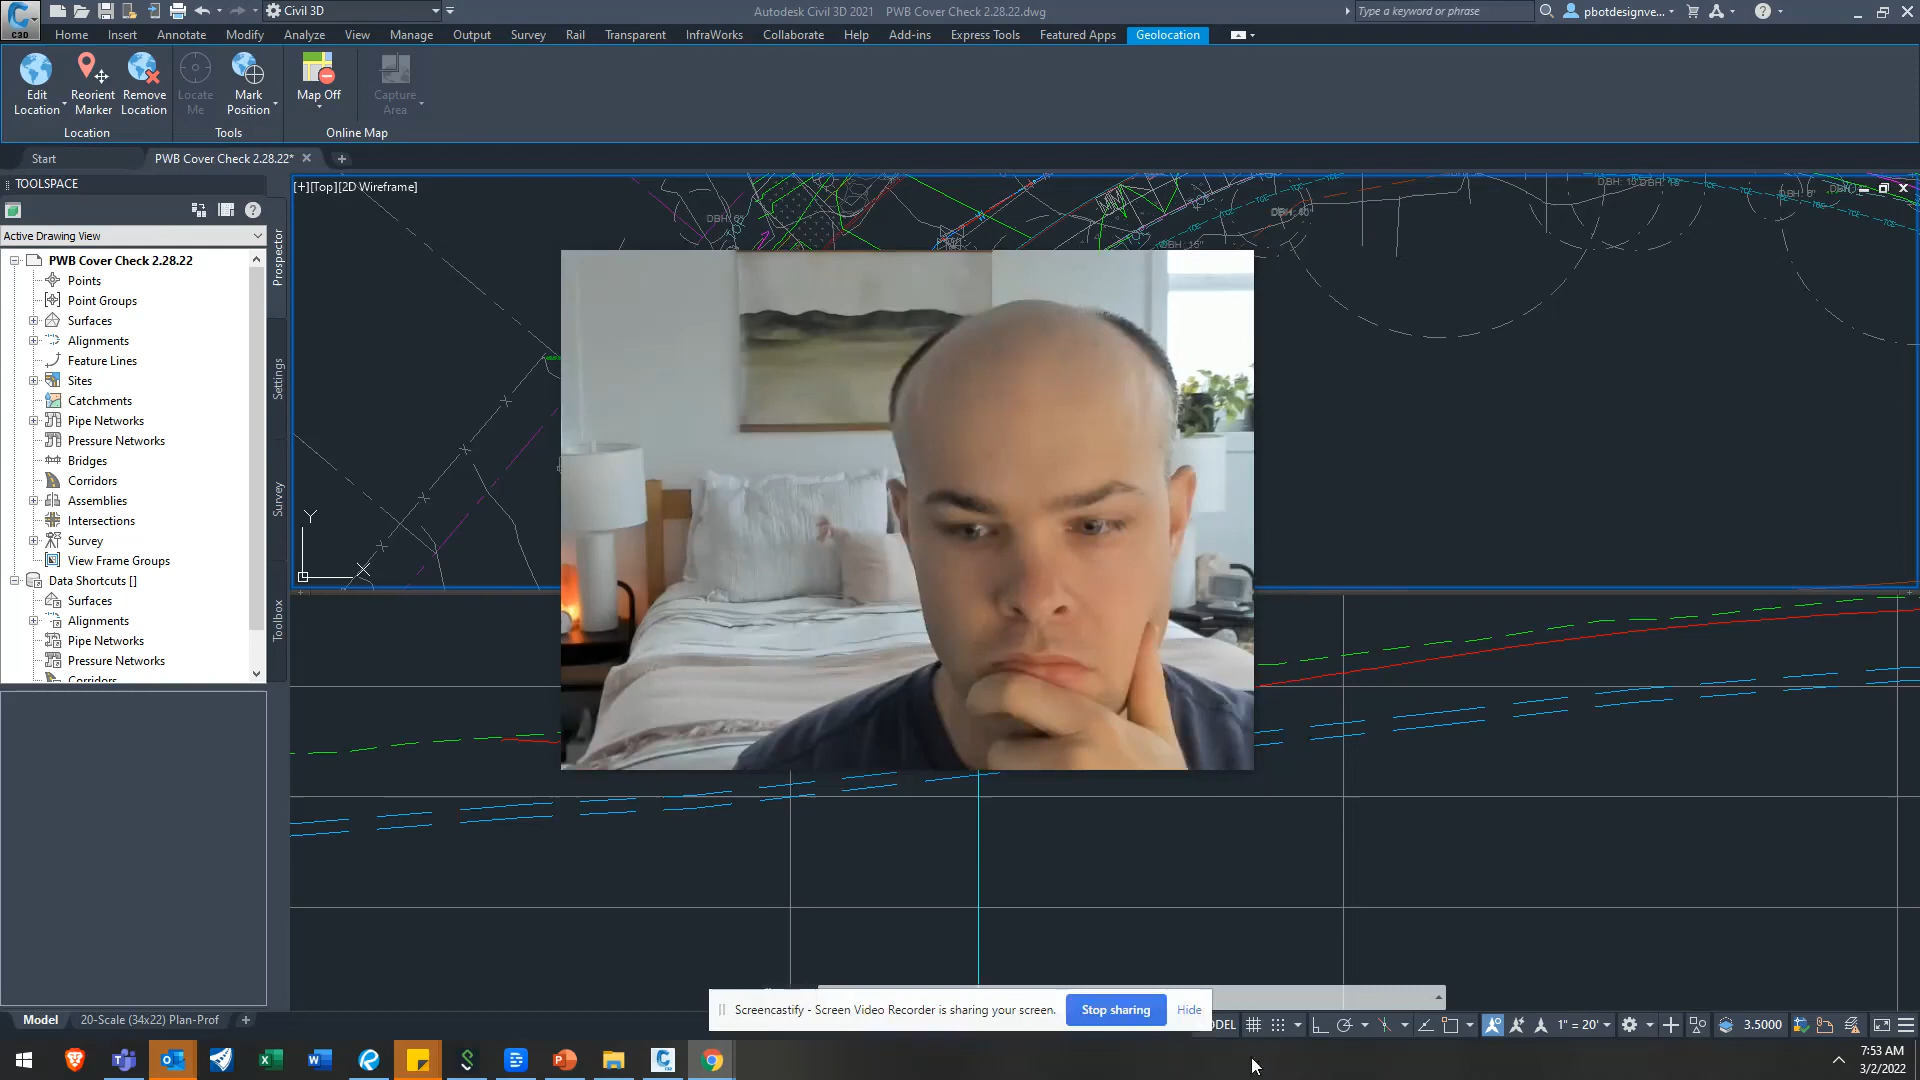 Civil 3D
Autodesk Civil 3D 2021 PWB Cover Check 2.28.22.dwg
Type a keyword or phrase
pbotdesignve...
C3D
Home Insert Annotate Modify Analyze View Manage Output Survey Rail Transparent InfraWorks Collaborate Help Add-ins Express Tools Featured Apps Geolocation
Edit Location
Reorient Marker
Remove Location
Locate Me
Mark Position
Map Off
Capture Area
Location Tools Online Map
Start PWB Cover Check 2.28.22*
TOOLSPACE
Active Drawing View
PWB Cover Check 2.28.22
Points
Point Groups
Surfaces
Alignments
Feature Lines
Sites
Catchments
Pipe Networks
Pressure Networks
Bridges
Corridors
Assemblies
Intersections
Survey
View Frame Groups
Data Shortcuts []
Surfaces
Alignments
Pipe Networks
Pressure Networks
Corridors
Prospector
Settings
Survey
Toolbox
[+][Top][2D Wireframe]
Y
X
Screencastify - Screen Video Recorder is sharing your screen. Stop sharing Hide
Model 20-Scale (34x22) Plan-Prof
1" = 20'
3.5000
7:53 AM
3/2/2022